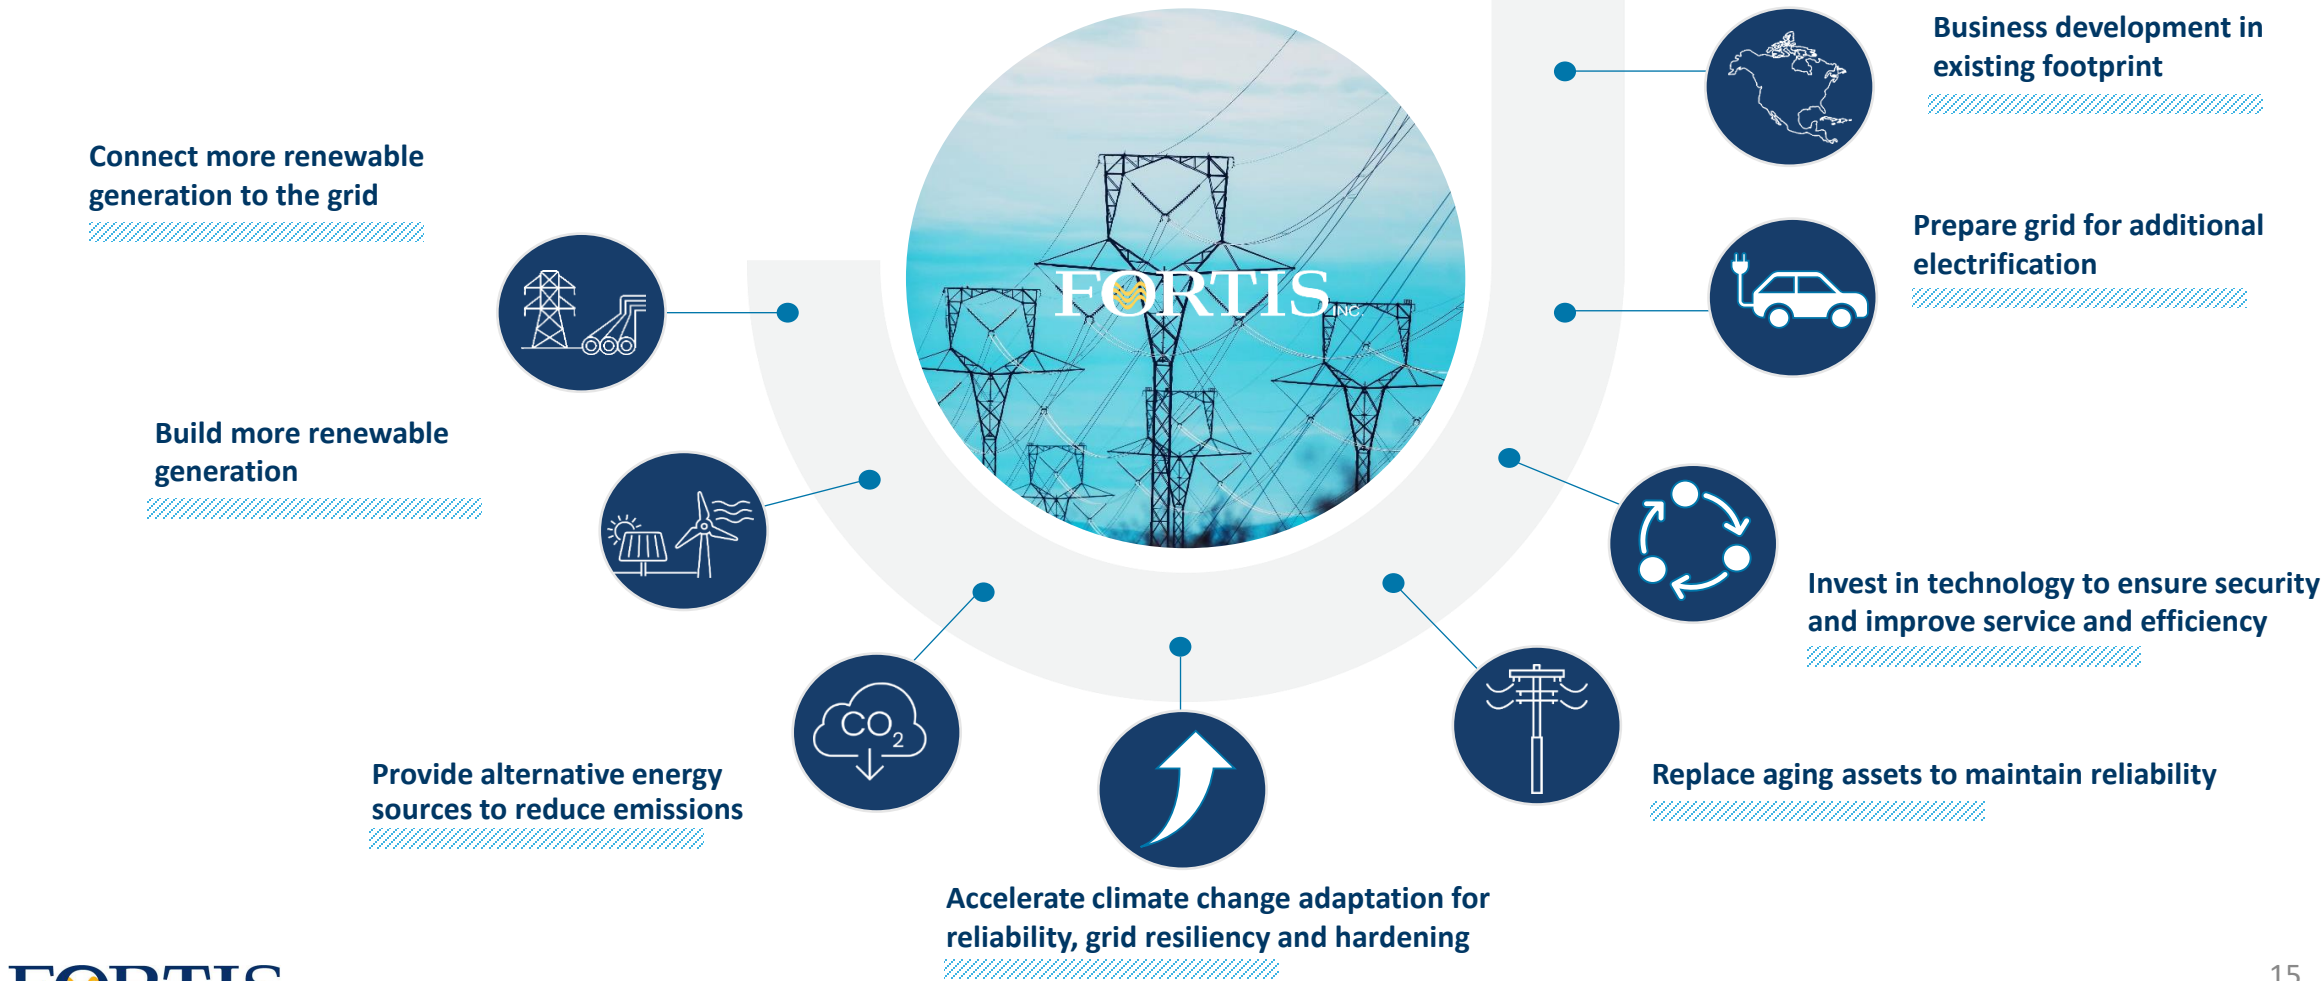 Business development in
existing footprint
Connect more renewable
generation to the grid
Prepare grid for additional
electrification
FORTIS INC.
Build more renewable
generation
Invest in technology to ensure security
and improve service and efficiency
CO2
Provide alternative energy
sources to reduce emissions
Replace aging assets to maintain reliability
Accelerate climate change adaptation for
reliability, grid resiliency and hardening
FORTIS
15